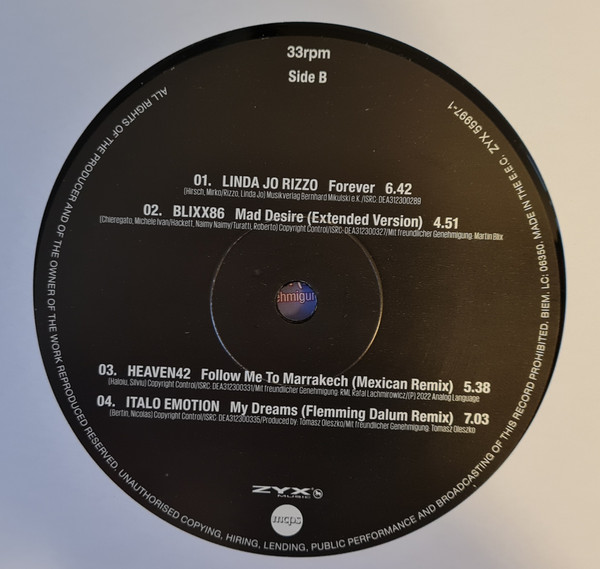 33rpm
Side B
01. LINDA JO RIZZO Forever 6.42
(Hirsch, Mirko/Rizzo, Linda Jo) Musikverlag Bernhard Mikulski e.K./ISRC: DEA312300289
02. BLIXX86 Mad Desire (Extended Version) 4.51
(Chieregato, Michele Ivan/Hackett, Naimy Naimy/Turatti, Roberto) Copyright Control/ISRC: DEA312300327/Mit freundlicher Genehmigung: Martin Blix
hmigun
03. HEAVEN42 Follow Me To Marrakech (Mexican Remix) 5.38
(Haloiu, Silviu) Copyright Control/ISRC: DEA312300331/Mit freundlicher Genehmigung: RML Rafal Lachmirowicz/(P) 2022 Analog Language
04. ITALO EMOTION My Dreams (Flemming Dalum Remix) 7.03
(Bertin, Nicolas) Copyright Control/ISRC: DEA312300335/Produced by: Tomasz Oleszko/Mit freundlicher Genehmigung: Tomasz Oleszko
ZYX
MUSIC
mcps
ALL RIGHTS OF THE PRODUCER AND OF THE OWNER OF THE WORK REPRODUCED RESERVED. UNAUTHORISED COPYING, HIRING, LENDING, PUBLIC PERFORMANCE AND BROADCASTING OF THIS RECORD PROHIBITED. BIEM. LC: 06350. MADE IN THE E.E.C. ZYX 55997-1